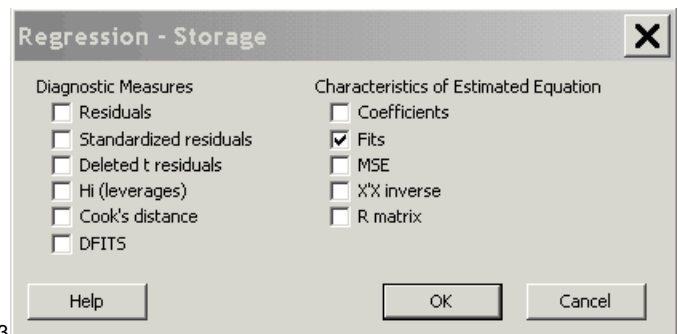 Regression - Storage
Diagnostic Measures
Residuals
Standardized residuals
Deleted t residuals
Hi (leverages)
Cook's distance
DFITS
Characteristics of Estimated Equation
Coefficients
Fits
MSE
X'X inverse
R matrix
Help
OK
Cancel
3